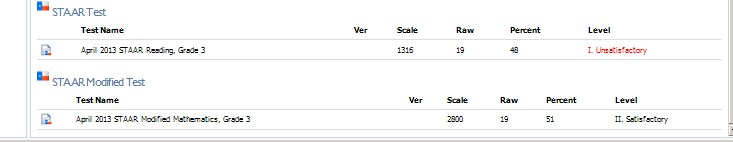 STAAR Test
Test Name Ver Scale Raw Percent Level
April 2013 STAAR Reading, Grade 3 1316 19 48 I. Unsatisfactory
STAAR Modified Test
Test Name Ver Scale Raw Percent Level
April 2013 STAAR Modified Mathematics, Grade 3 2800 19 51 II. Satisfactory